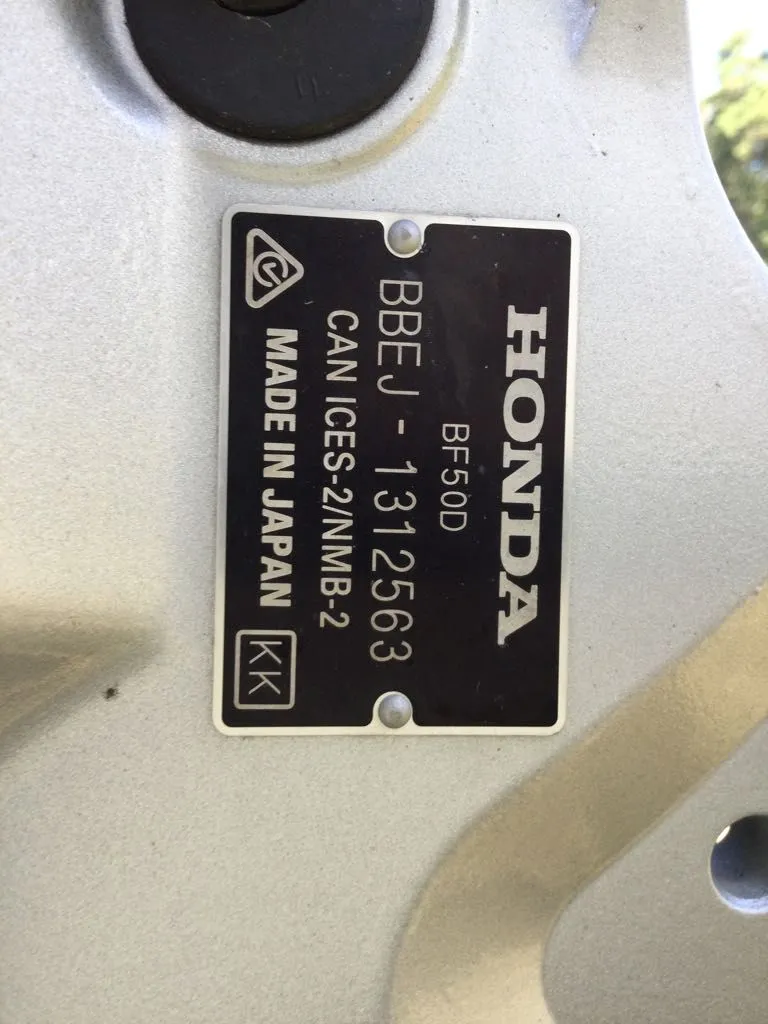 HONDA
BF50D
BBEJ-1312563
CAN ICES-2/NMB-2
MADE IN JAPAN KK